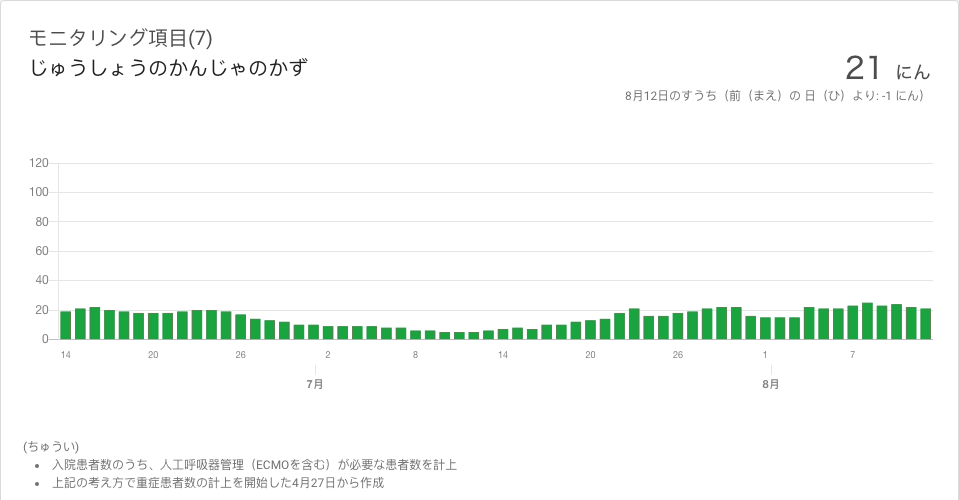 モニタリング項目(7)
じゅうしょうのかんじゃのかず
21 にん
8月12日のすうち（前（まえ）の 日（ひ）より: -1 にん）
120
100
80
60
40
20
0
14 20 26 2 8 14 20 26 1 7
7月 8月
(ちゅうい)
• 入院患者数のうち、人工呼吸器管理（ECMOを含む）が必要な患者数を計上
• 上記の考え方で重症患者数の計上を開始した4月27日から作成